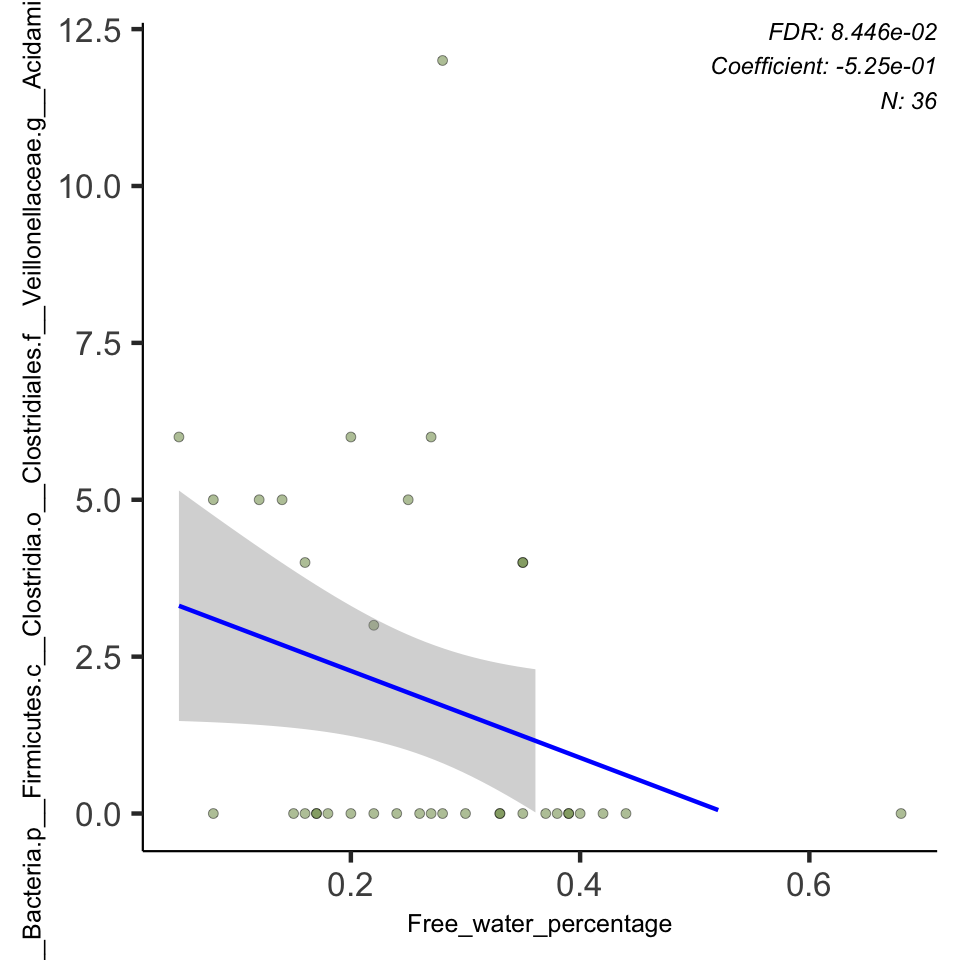 FDR: 8.446e-02
Coefficient: -5.25e-01
N: 36
__Bacteria.p__Firmicutes.c__Clostridia.o__Clostridiales.f__Veillonellaceae.g__Acidami
12.5
10.0
7.5
5.0
2.5
0.0
0.2 0.4 0.6
Free_water_percentage